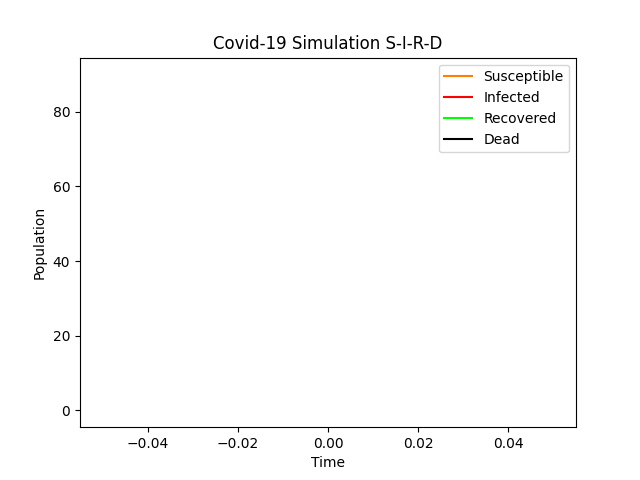 Covid-19 Simulation S-I-R-D
Susceptible
Infected
Recovered
Dead
80
60
40
20
0
Population
−0.04 −0.02 0.00 0.02 0.04
Time